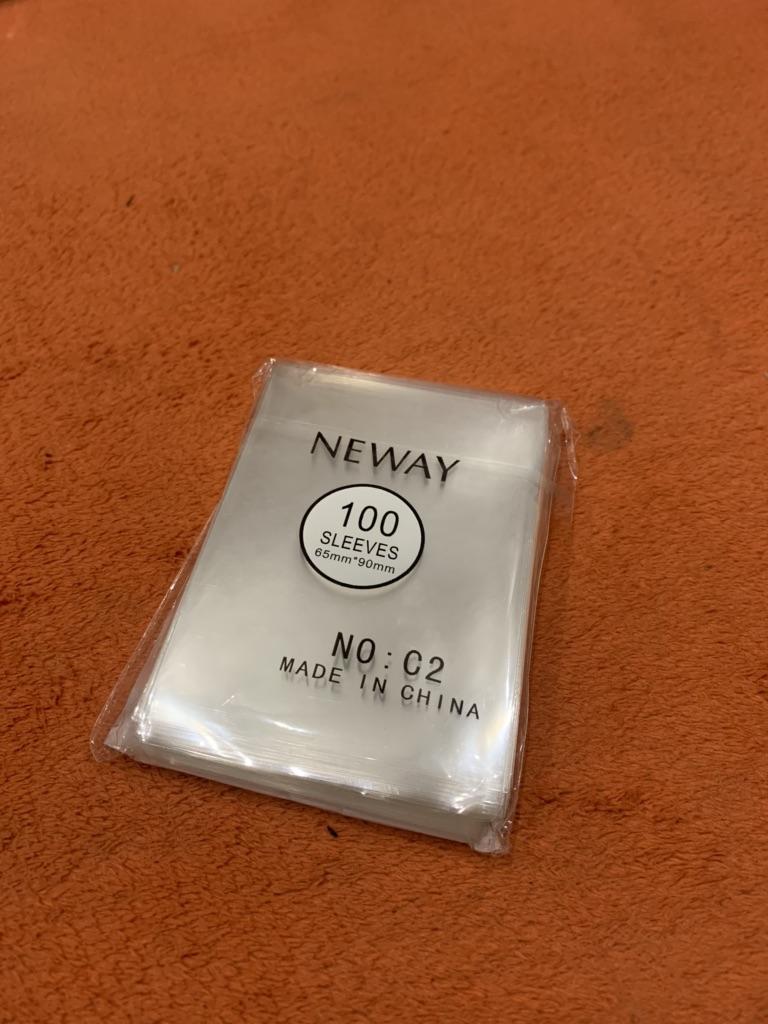 NEWAY
100
SLEEVES
65mm*90mm
NO:C2
MADE IN CHINA